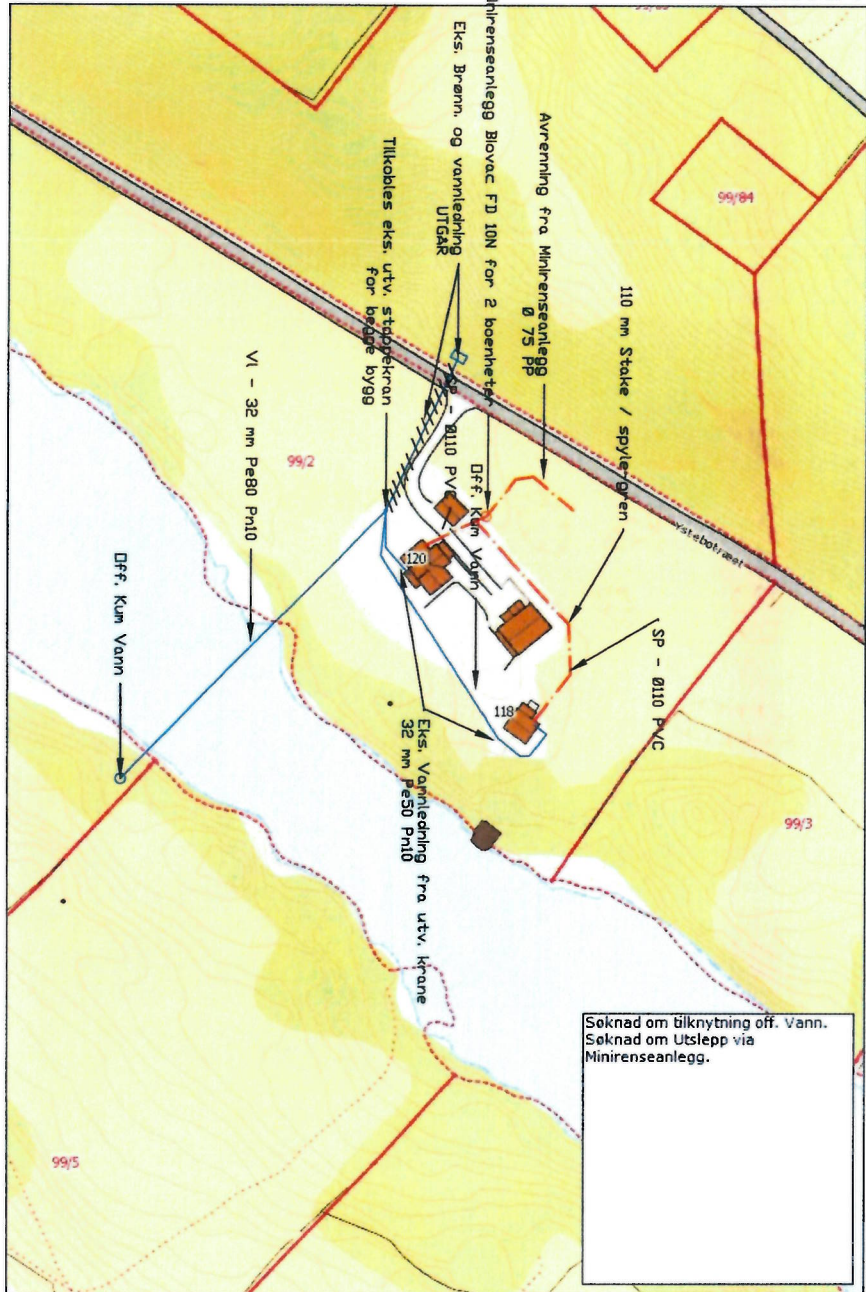 99/84
Minirenseanlegg Biovac FD 10N for 2 boenheter
Eks. Brønn. og vannledning
UTGÅR
Tilkobles eks. utv. stoppekran
for begge bygg
Avrenning fra Minirenseanlegg
Ø 75 PP
110 mm Stake / spyle-gren
SP - Ø110 PVC
SP - Ø110 PVC
Off. Kum Vann
Ystebøtræet
VL - 32 mm Pe80 Pn10
99/2
120
118
Off. Kum Vann
Eks. Vannledning fra utv. krane
32 mm Pe50 Pn10
99/3
99/5
Søknad om tilknytning off. Vann.
Søknad om Utslepp via
Minirenseanlegg.